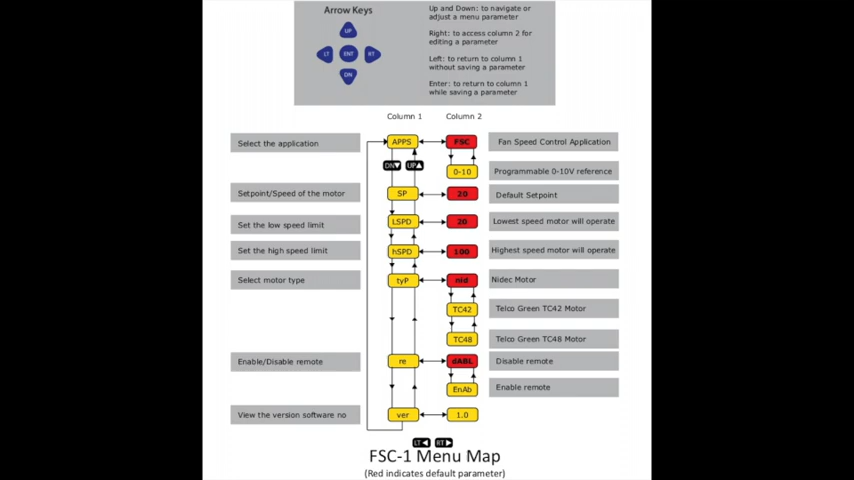 Arrow Keys
UP
LT ENT RT
DN
Up and Down: to navigate or
adjust a menu parameter
Right: to access column 2 for
editing a parameter
Left: to return to column 1
without saving a parameter
Enter: to return to column 1
while saving a parameter
Column 1 Column 2
Select the application APPS FSC Fan Speed Control Application
DN▼ UP▲
0-10 Programmable 0-10V reference
Setpoint/Speed of the motor SP 20 Default Setpoint
Set the low speed limit LSPD 20 Lowest speed motor will operate
Set the high speed limit hSPD 100 Highest speed motor will operate
Select motor type tyP nid Nidec Motor
TC42 Telco Green TC42 Motor
TC48 Telco Green TC48 Motor
Enable/Disable remote re dABL Disable remote
EnAb Enable remote
View the version software no ver 1.0
LT◀ RT▶
FSC-1 Menu Map
(Red indicates default parameter)